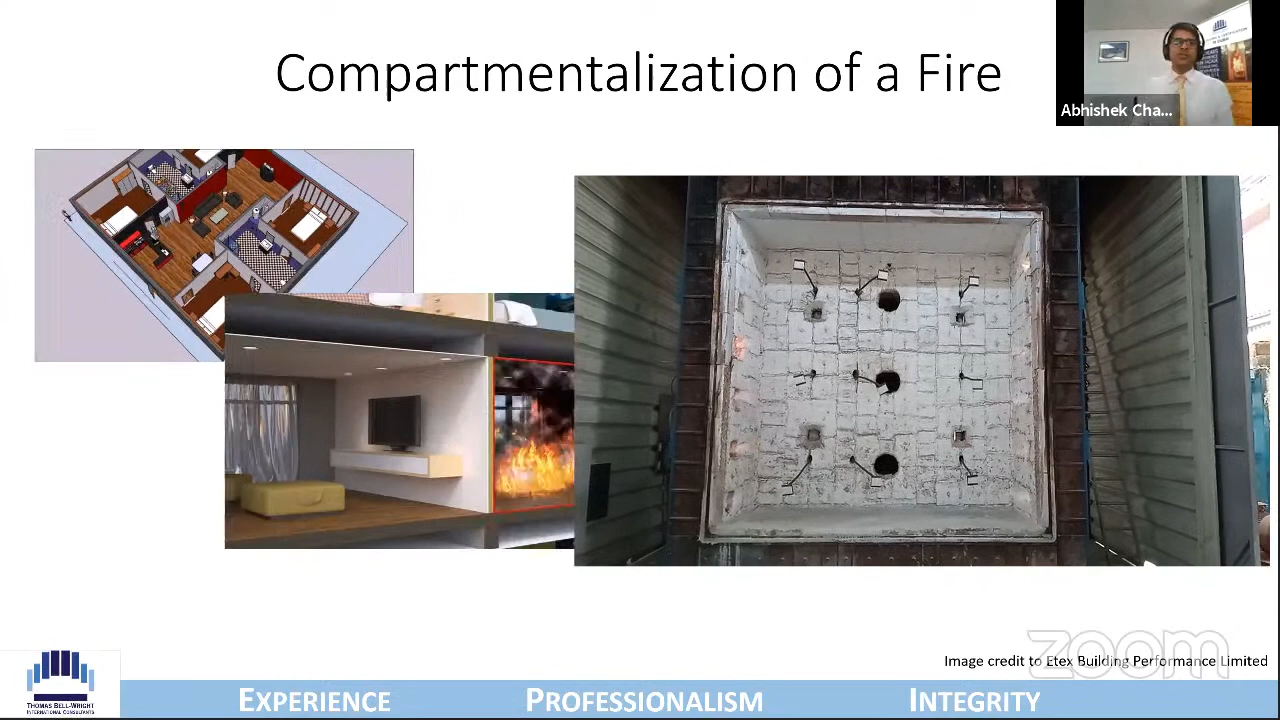 Compartmentalization of a Fire
Abhishek Cha...
zoom
Image credit to Etex Building Performance Limited
THOMAS BELL-WRIGHT
INTERNATIONAL CONSULTANTS
EXPERIENCE
PROFESSIONALISM
INTEGRITY